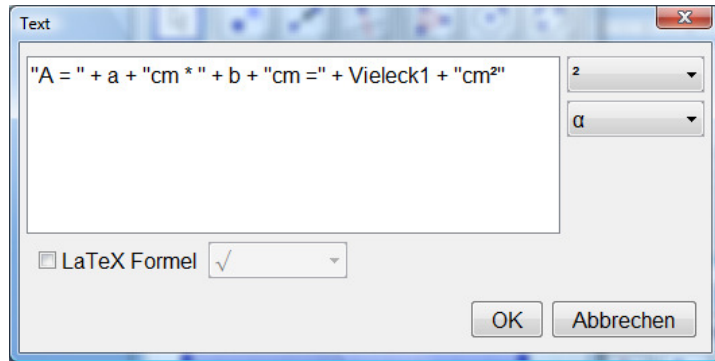 Text
"A = " + a + "cm * " + b + "cm =" + Vieleck1 + "cm²"
²
α
LaTeX Formel √
OK Abbrechen